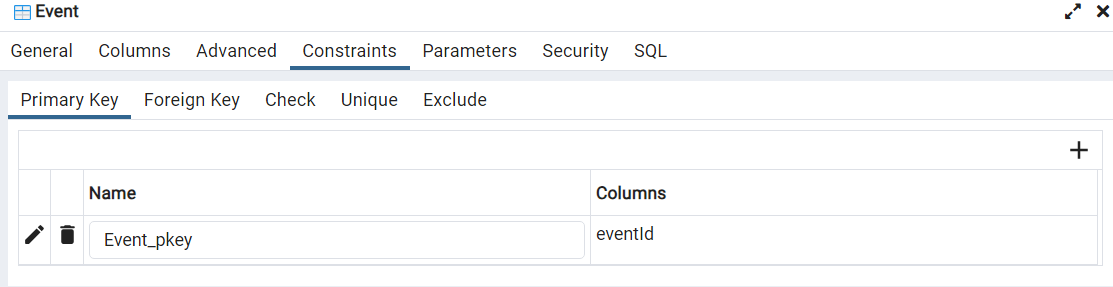 Event
General Columns Advanced Constraints Parameters Security SQL
Primary Key Foreign Key Check Unique Exclude
Name Columns
Event_pkey eventId